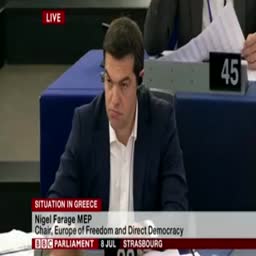 LIVE
45
SITUATION IN GREECE
Nigel Farage MEP
Chair, Europe of Freedom and Direct Democracy
BBC PARLIAMENT 8 JUL STRASBOURG